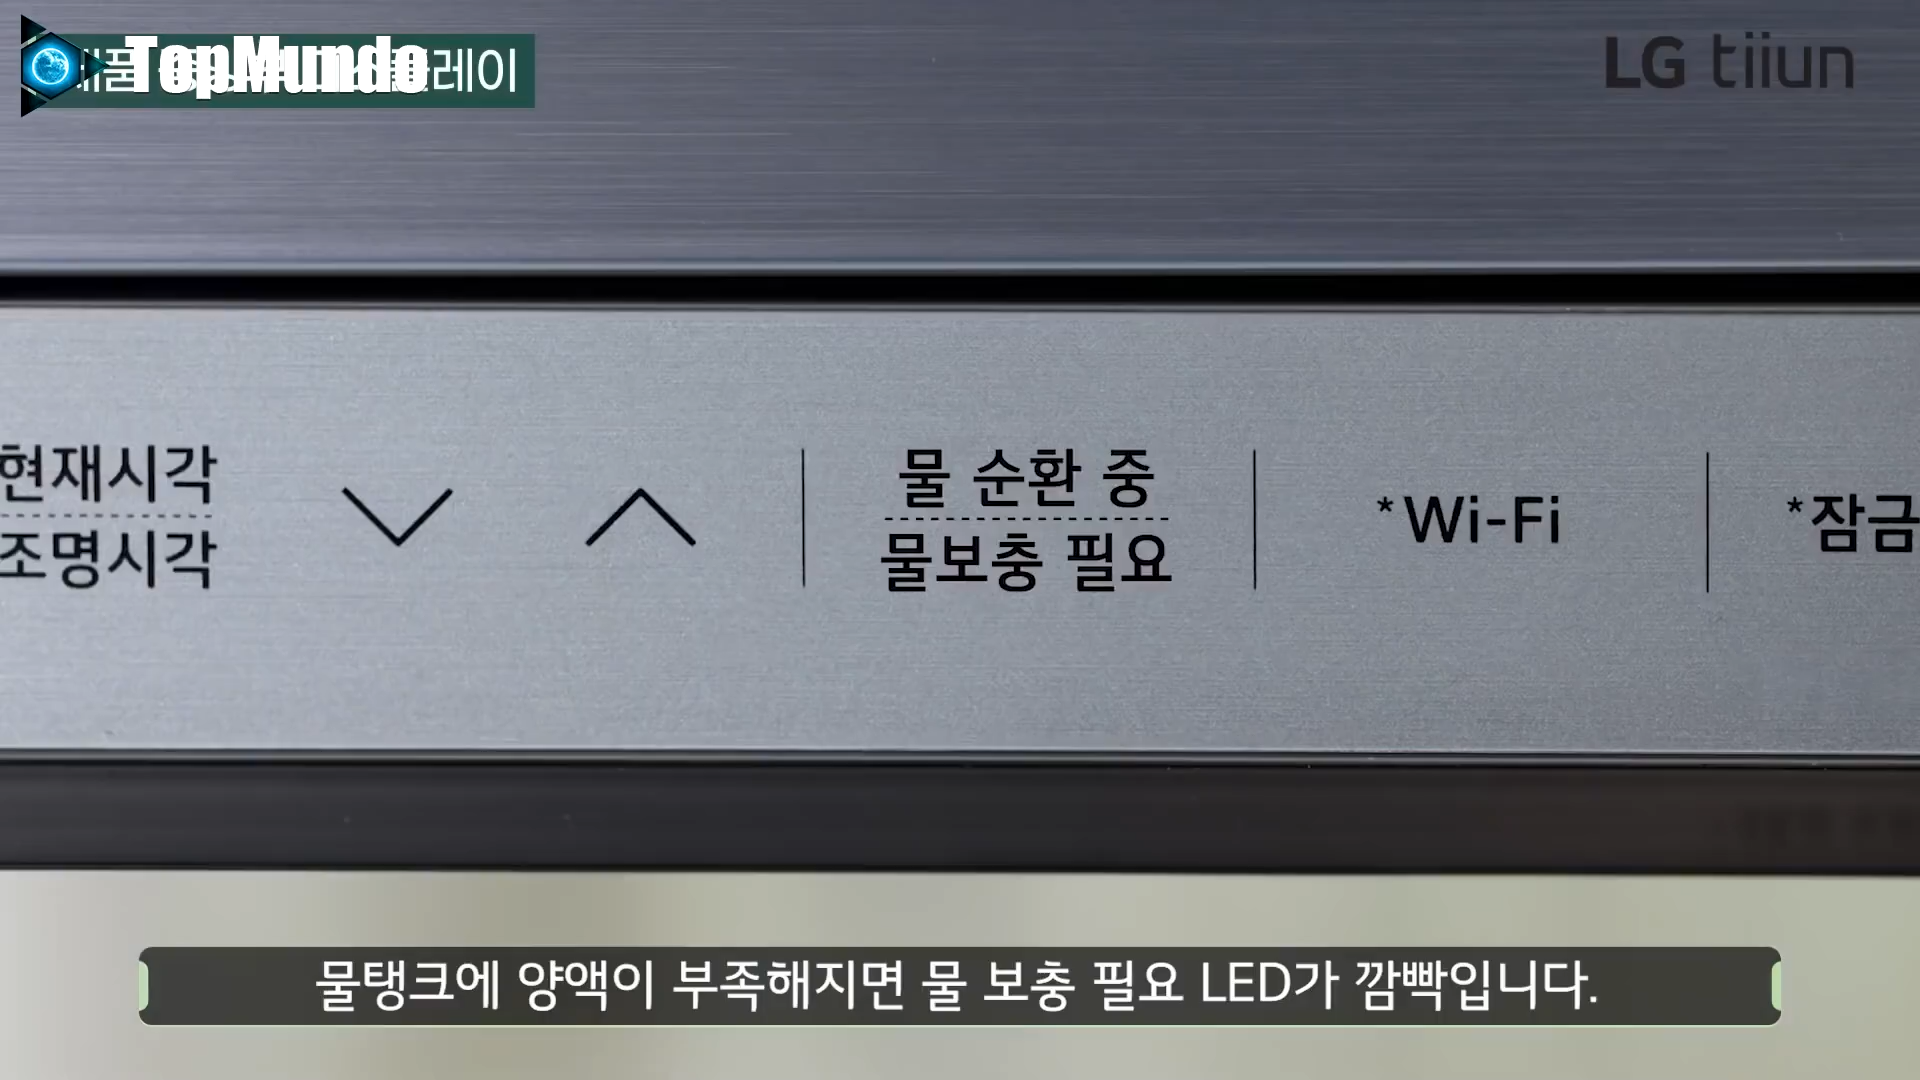 TopMundo
레이
LG tiiun
현재시각
조명시각
물 순환 중
물보충 필요
*Wi-Fi
*잠금
물탱크에 양액이 부족해지면 물 보충 필요 LED가 깜빡입니다.